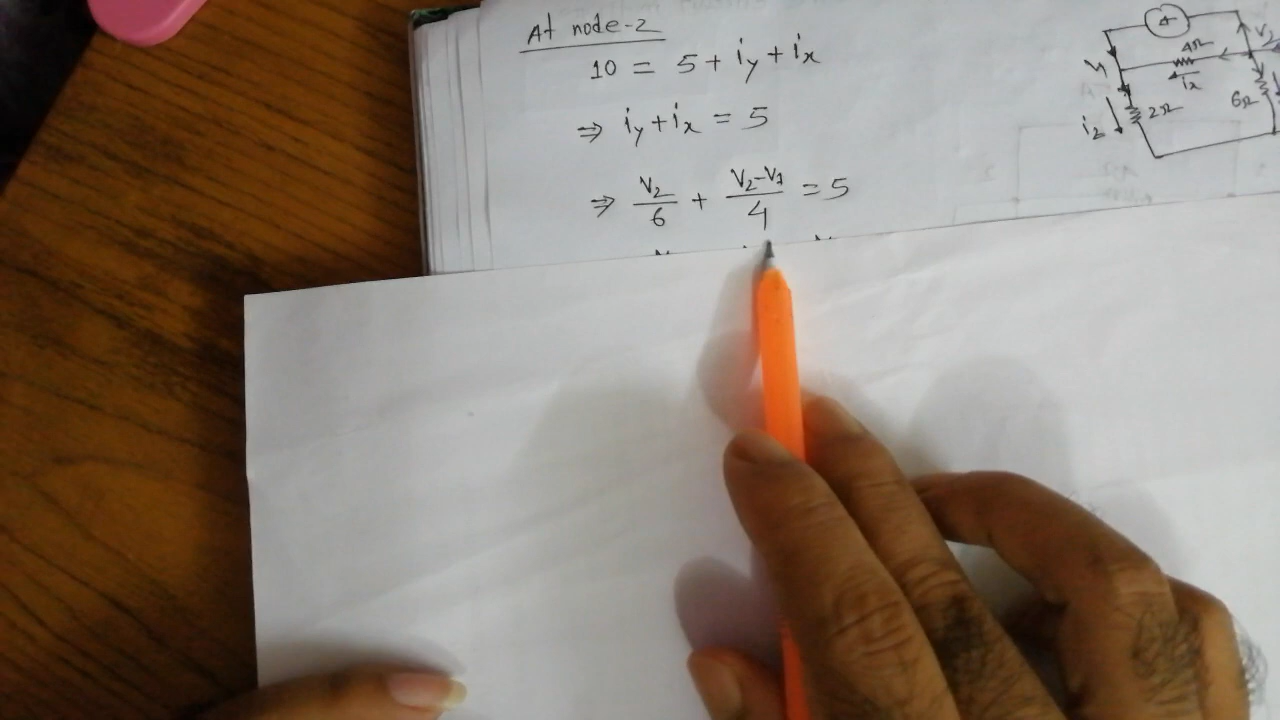 At node-2
10 = 5 + iy + ix
⇒ iy + ix = 5
⇒ V2/6 + (V2-V1)/4 = 5
4Ω
ix
V1
i2
2Ω
6Ω